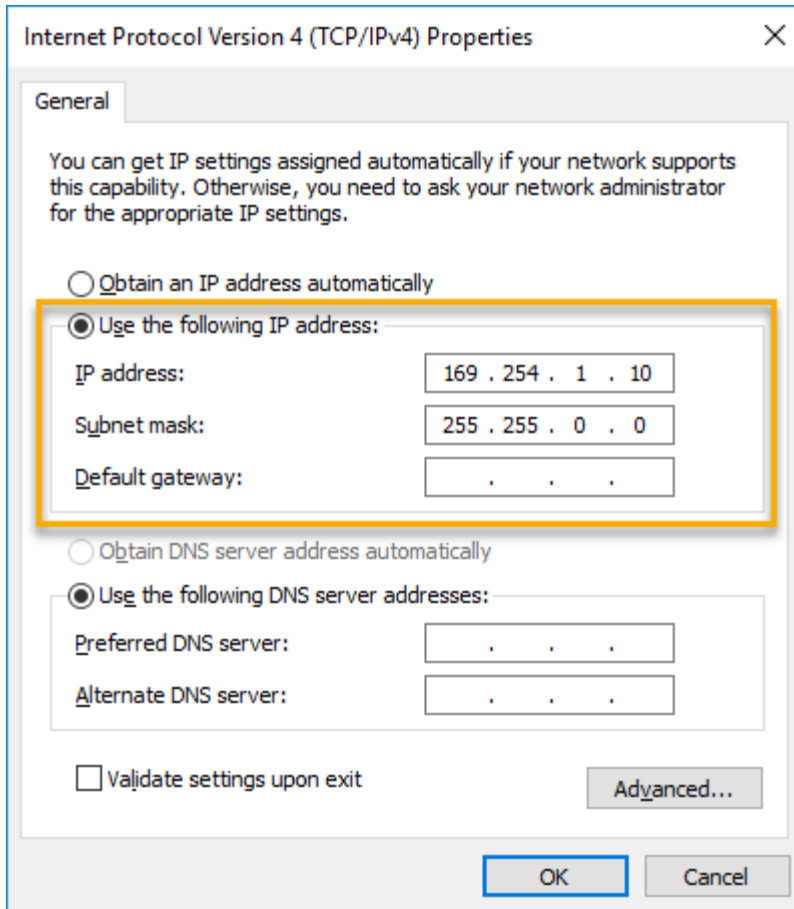 Internet Protocol Version 4 (TCP/IPv4) Properties
General
You can get IP settings assigned automatically if your network supports
this capability. Otherwise, you need to ask your network administrator
for the appropriate IP settings.
Obtain an IP address automatically
Use the following IP address:
IP address: 169 . 254 . 1 . 10
Subnet mask: 255 . 255 . 0 . 0
Default gateway: . . .
Obtain DNS server address automatically
Use the following DNS server addresses:
Preferred DNS server: . . .
Alternate DNS server: . . .
Validate settings upon exit
Advanced...
OK Cancel